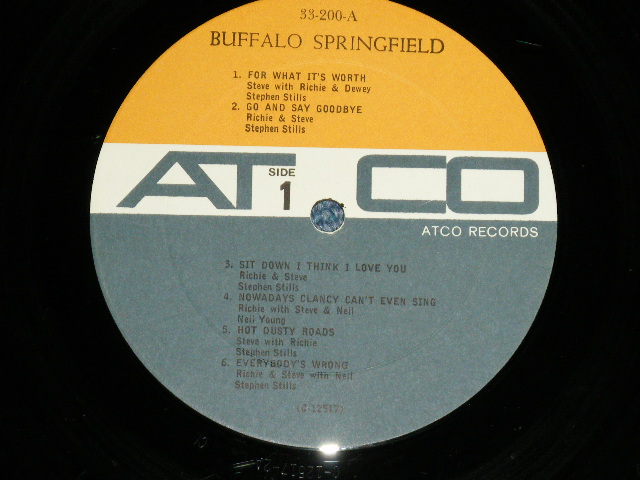 33-200-A
BUFFALO SPRINGFIELD
1. FOR WHAT IT'S WORTH
Steve with Richie & Dewey
Stephen Stills
2. GO AND SAY GOODBYE
Richie & Steve
Stephen Stills
ATCO
SIDE
1
ATCO RECORDS
3. SIT DOWN I THINK I LOVE YOU
Richie & Steve
Stephen Stills
4. NOWADAYS CLANCY CAN'T EVEN SING
Richie with Steve & Neil
Neil Young
5. HOT DUSTY ROADS
Steve with Richie
Stephen Stills
6. EVERYBODY'S WRONG
Richie & Steve with Neil
Stephen Stills